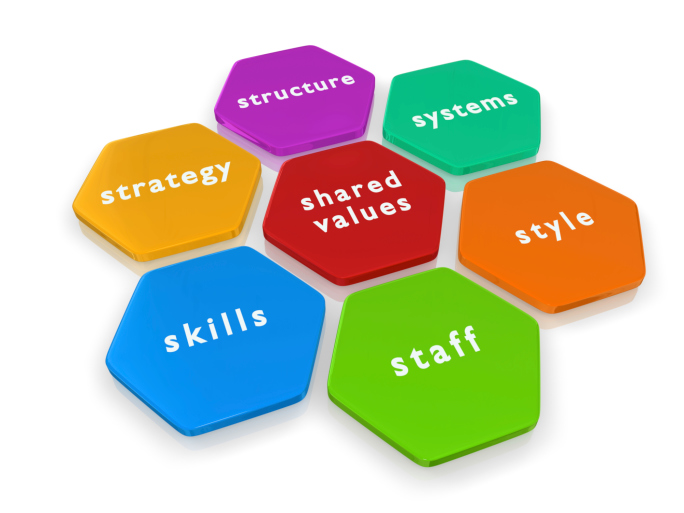 structure
systems
strategy
shared
values
style
skills
staff